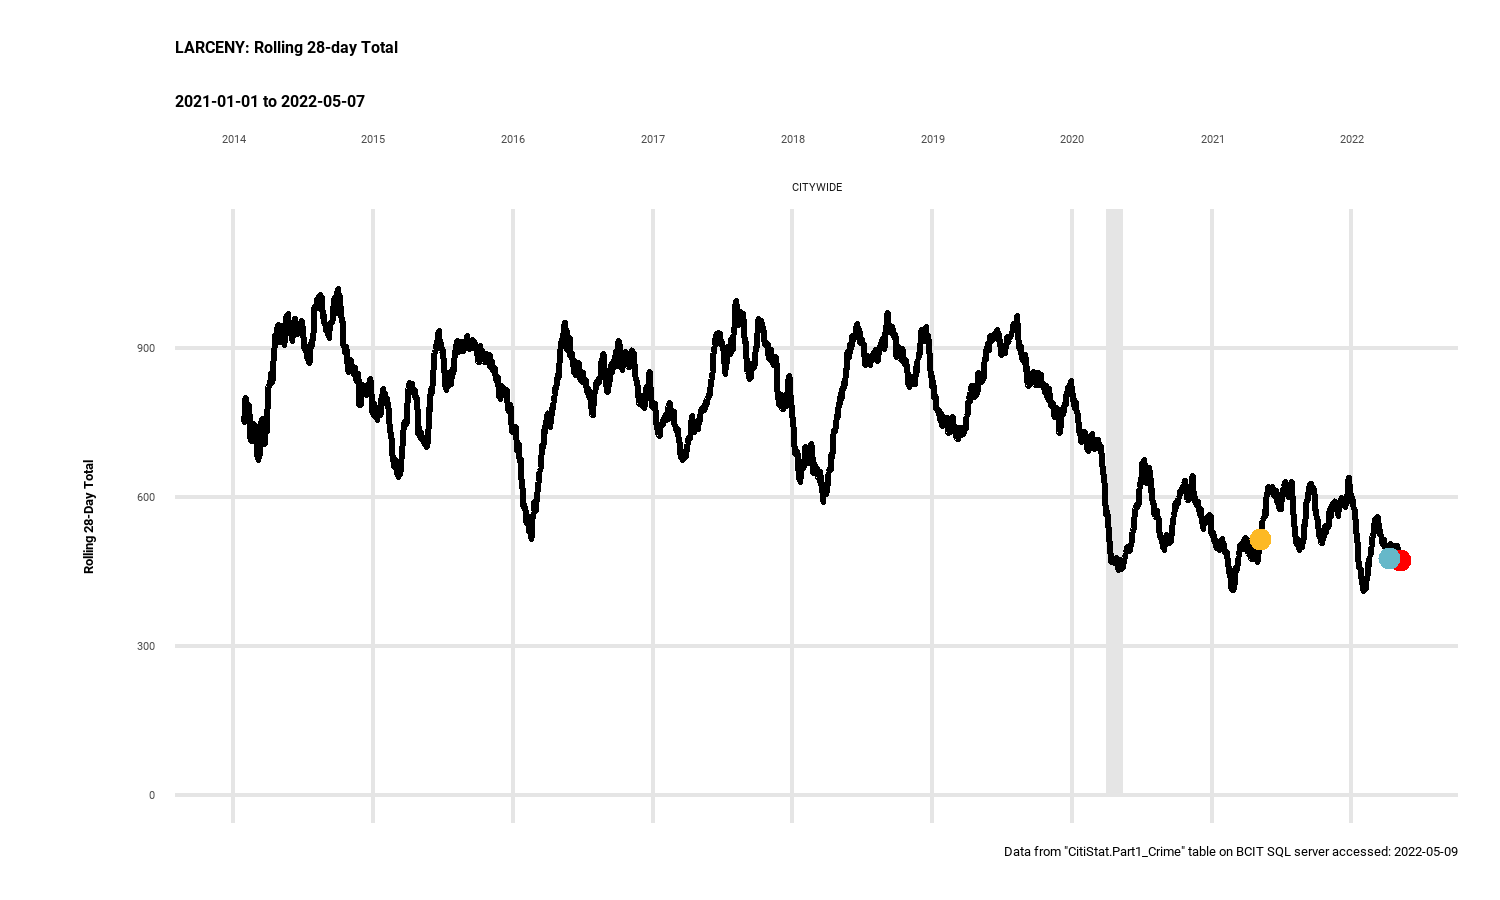 LARCENY: Rolling 28-day Total
2021-01-01 to 2022-05-07
2014 2015 2016 2017 2018 2019 2020 2021 2022
CITYWIDE
900
600
300
0
Rolling 28-Day Total
Data from "CitiStat.Part1_Crime" table on BCIT SQL server accessed: 2022-05-09